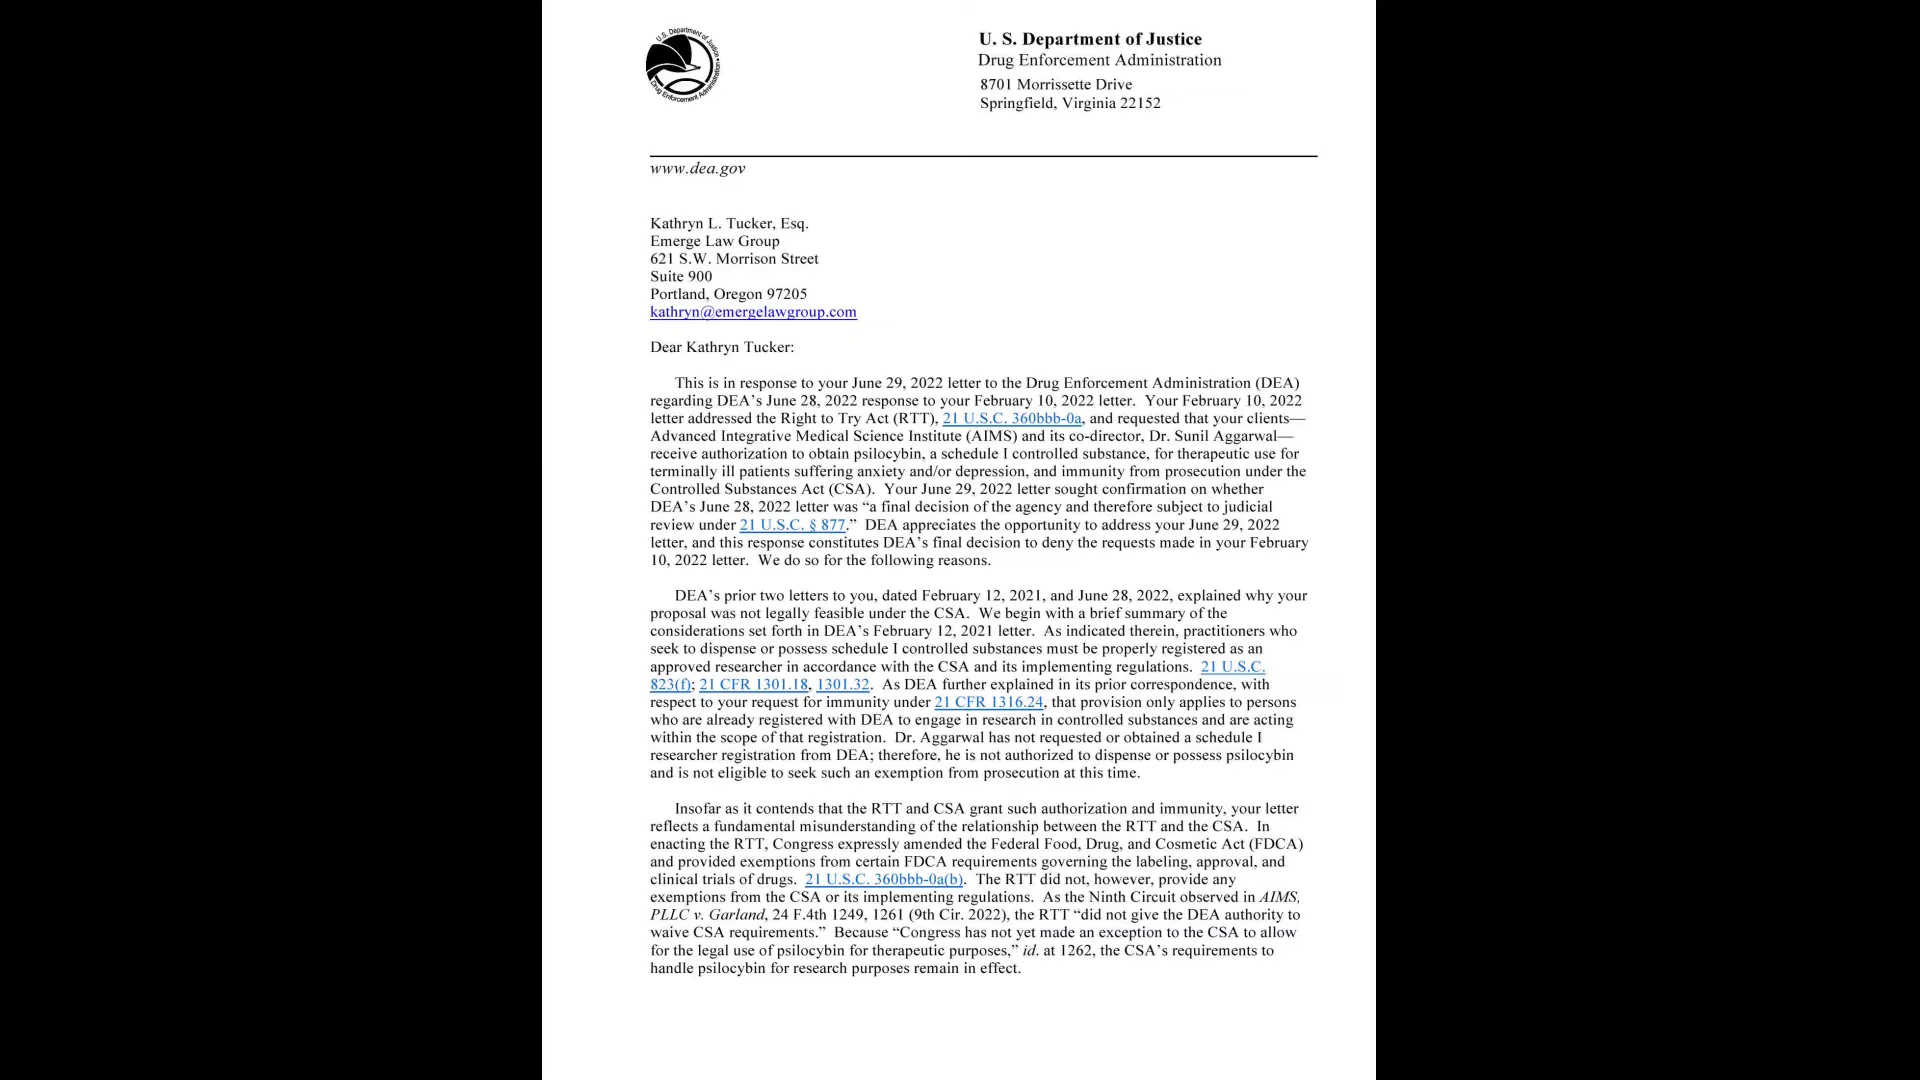 U.S. Department of Justice
Drug Enforcement Administration
U. S. Department of Justice
Drug Enforcement Administration
8701 Morrissette Drive
Springfield, Virginia 22152
www.dea.gov
Kathryn L. Tucker, Esq.
Emerge Law Group
621 S.W. Morrison Street
Suite 900
Portland, Oregon 97205
kathryn@emergelawgroup.com
Dear Kathryn Tucker:
This is in response to your June 29, 2022 letter to the Drug Enforcement Administration (DEA)
regarding DEA’s June 28, 2022 response to your February 10, 2022 letter. Your February 10, 2022
letter addressed the Right to Try Act (RTT), 21 U.S.C. 360bbb-0a, and requested that your clients—
Advanced Integrative Medical Science Institute (AIMS) and its co-director, Dr. Sunil Aggarwal—
receive authorization to obtain psilocybin, a schedule I controlled substance, for therapeutic use for
terminally ill patients suffering anxiety and/or depression, and immunity from prosecution under the
Controlled Substances Act (CSA). Your June 29, 2022 letter sought confirmation on whether
DEA’s June 28, 2022 letter was “a final decision of the agency and therefore subject to judicial
review under 21 U.S.C. § 877.” DEA appreciates the opportunity to address your June 29, 2022
letter, and this response constitutes DEA’s final decision to deny the requests made in your February
10, 2022 letter. We do so for the following reasons.
DEA’s prior two letters to you, dated February 12, 2021, and June 28, 2022, explained why your
proposal was not legally feasible under the CSA. We begin with a brief summary of the
considerations set forth in DEA’s February 12, 2021 letter. As indicated therein, practitioners who
seek to dispense or possess schedule I controlled substances must be properly registered as an
approved researcher in accordance with the CSA and its implementing regulations. 21 U.S.C.
823(f); 21 CFR 1301.18, 1301.32. As DEA further explained in its prior correspondence, with
respect to your request for immunity under 21 CFR 1316.24, that provision only applies to persons
who are already registered with DEA to engage in research in controlled substances and are acting
within the scope of that registration. Dr. Aggarwal has not requested or obtained a schedule I
researcher registration from DEA; therefore, he is not authorized to dispense or possess psilocybin
and is not eligible to seek such an exemption from prosecution at this time.
Insofar as it contends that the RTT and CSA grant such authorization and immunity, your letter
reflects a fundamental misunderstanding of the relationship between the RTT and the CSA. In
enacting the RTT, Congress expressly amended the Federal Food, Drug, and Cosmetic Act (FDCA)
and provided exemptions from certain FDCA requirements governing the labeling, approval, and
clinical trials of drugs. 21 U.S.C. 360bbb-0a(b). The RTT did not, however, provide any
exemptions from the CSA or its implementing regulations. As the Ninth Circuit observed in AIMS,
PLLC v. Garland, 24 F.4th 1249, 1261 (9th Cir. 2022), the RTT “did not give the DEA authority to
waive CSA requirements.” Because “Congress has not yet made an exception to the CSA to allow
for the legal use of psilocybin for therapeutic purposes,” id. at 1262, the CSA’s requirements to
handle psilocybin for research purposes remain in effect.